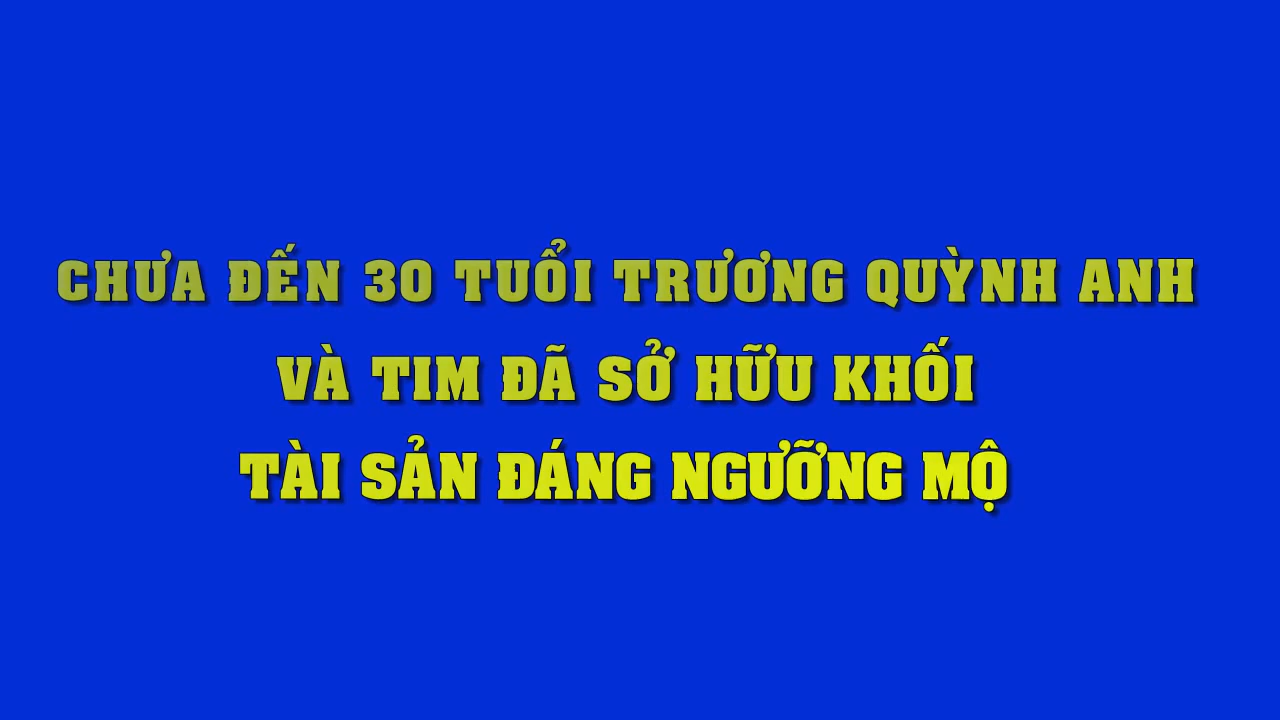 CHƯA ĐẾN 30 TUỔI TRƯƠNG QUỲNH ANH
VÀ TIM ĐÃ SỞ HỮU KHỐI
TÀI SẢN ĐÁNG NGƯỠNG MỘ